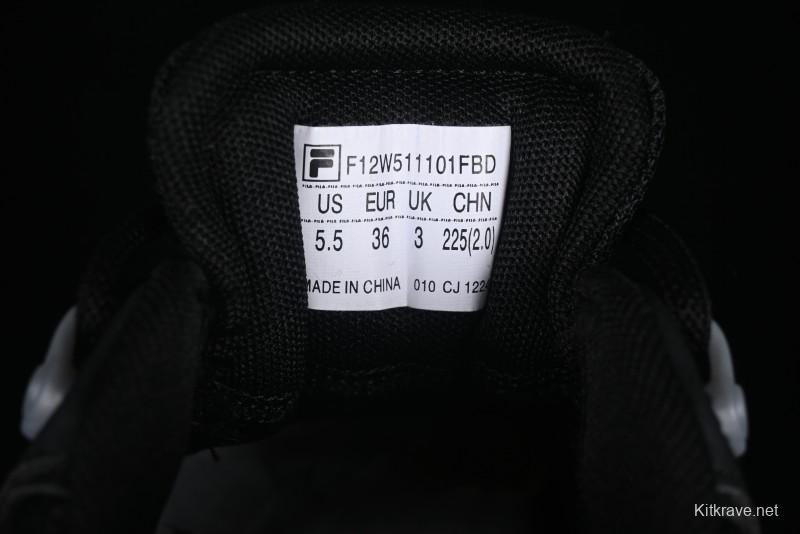 F12W511101FBD
US EUR UK CHN
5.5 36 3 225(2.0)
MADE IN CHINA 010 CJ 1224
Kitkrave.net